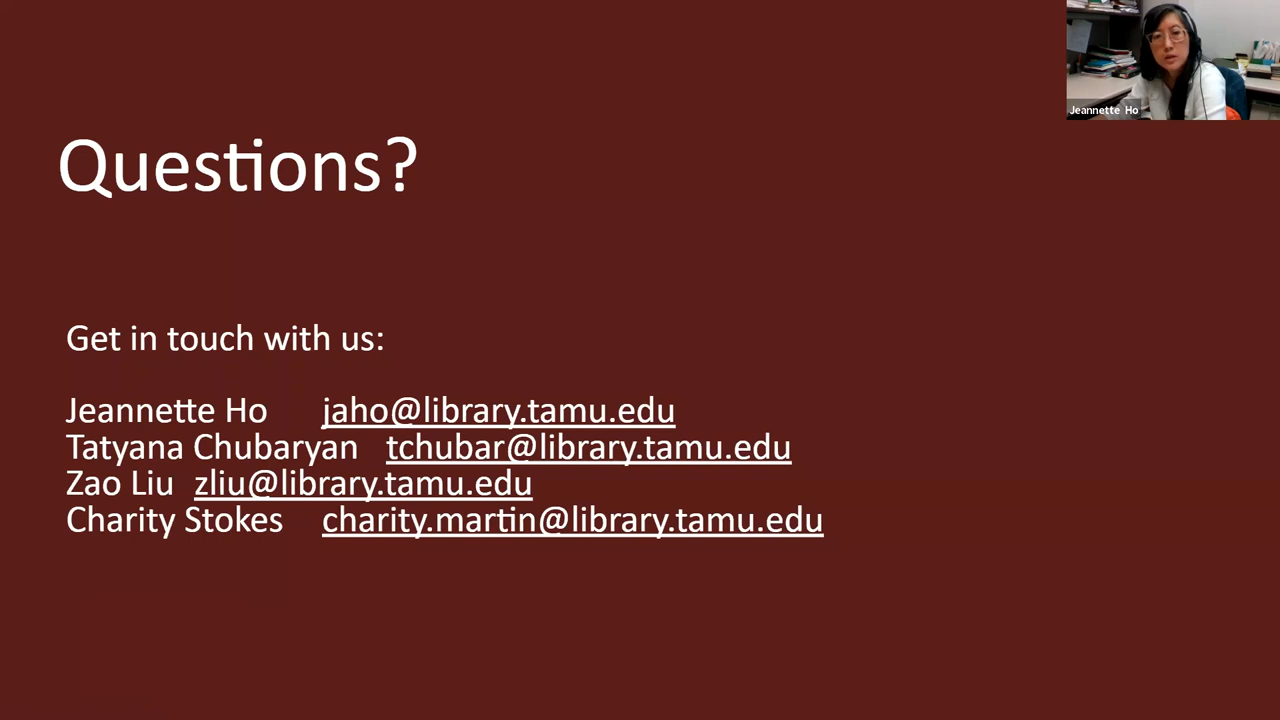 Jeannette Ho
Questions?
Get in touch with us:
Jeannette Ho jaho@library.tamu.edu
Tatyana Chubaryan tchubar@library.tamu.edu
Zao Liu zliu@library.tamu.edu
Charity Stokes charity.martin@library.tamu.edu